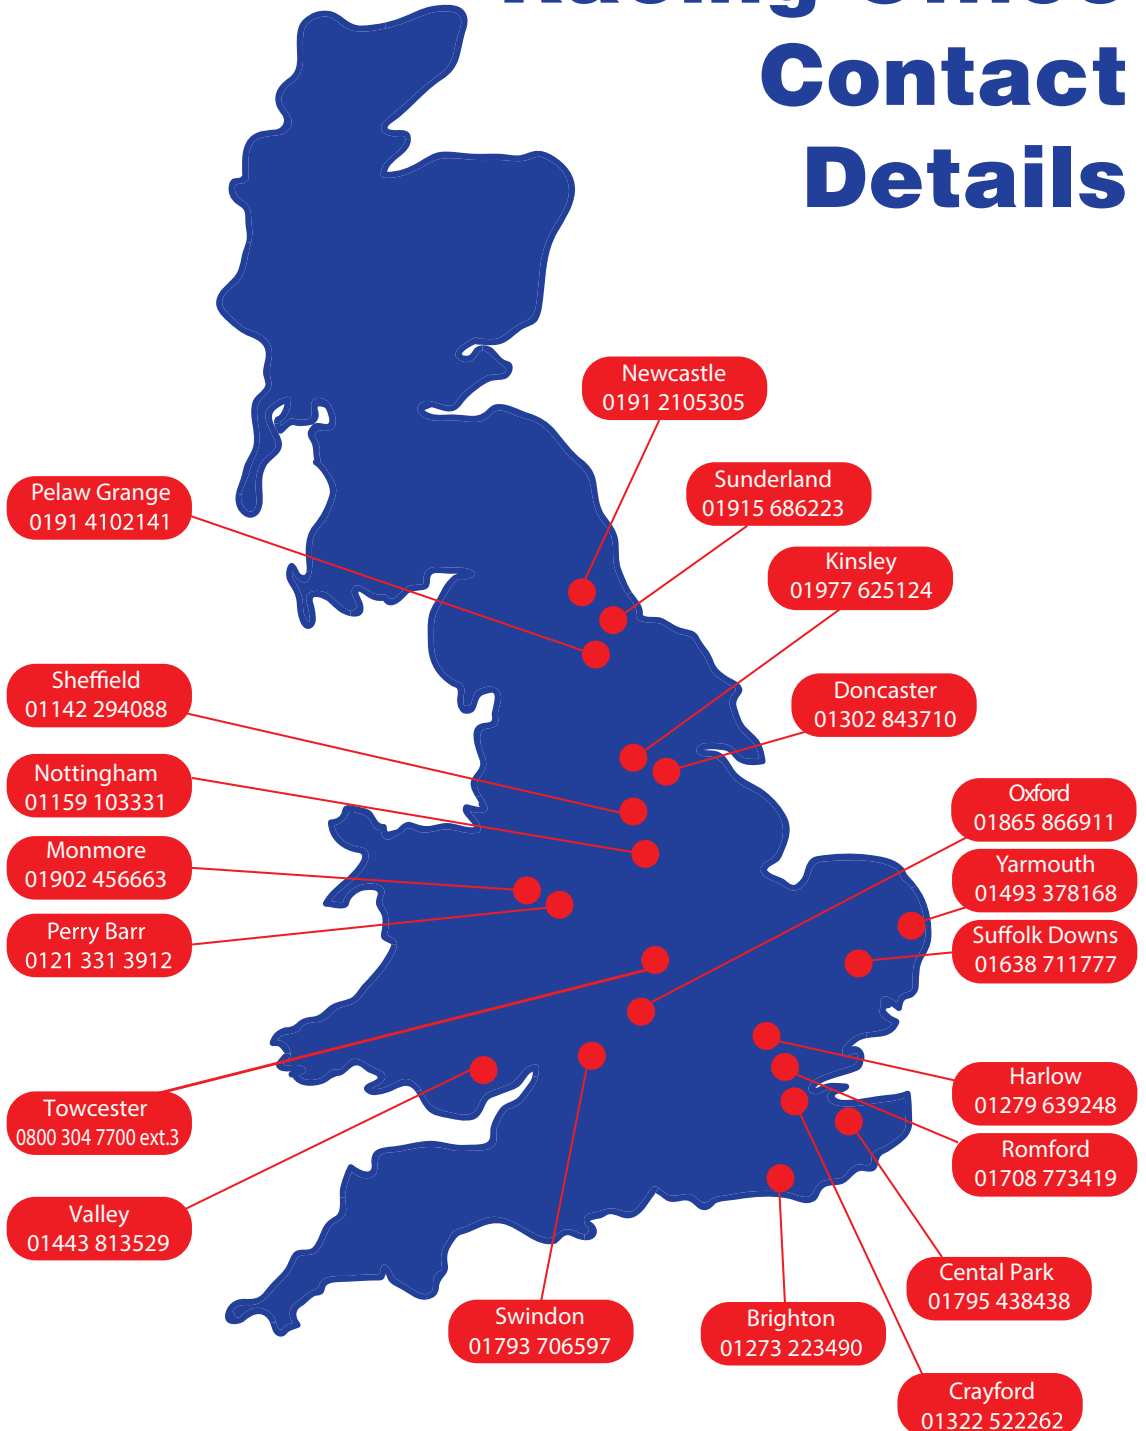 Racing Office
Contact
Details
Newcastle
0191 2105305
Sunderland
01915 686223
Pelaw Grange
0191 4102141
Kinsley
01977 625124
Sheffield
01142 294088
Doncaster
01302 843710
Nottingham
01159 103331
Oxford
01865 866911
Monmore
01902 456663
Yarmouth
01493 378168
Perry Barr
0121 331 3912
Suffolk Downs
01638 711777
Harlow
01279 639248
Towcester
0800 304 7700 ext.3
Romford
01708 773419
Valley
01443 813529
Cental Park
01795 438438
Swindon
01793 706597
Brighton
01273 223490
Crayford
01322 522262